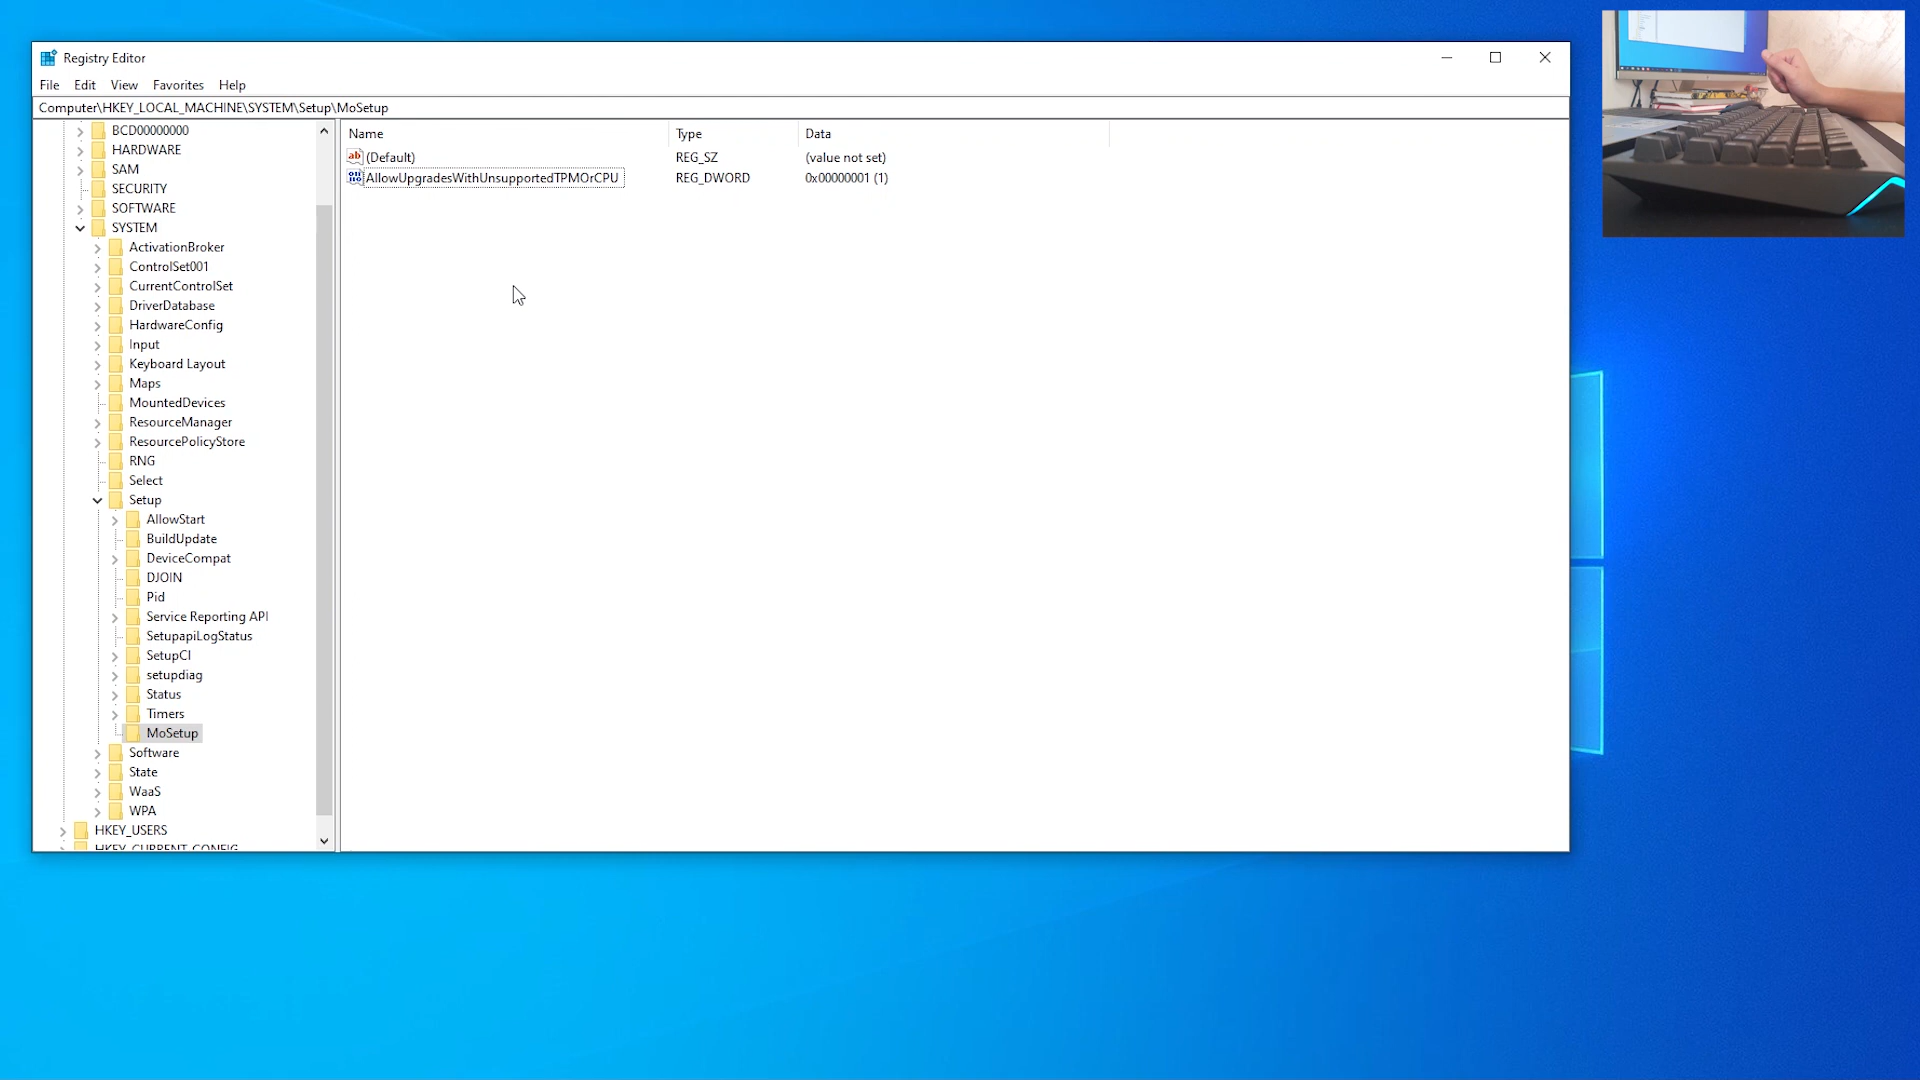 Registry Editor
File Edit View Favorites Help
Computer\HKEY_LOCAL_MACHINE\SYSTEM\Setup\MoSetup
BCD00000000
HARDWARE
SAM
SECURITY
SOFTWARE
SYSTEM
ActivationBroker
ControlSet001
CurrentControlSet
DriverDatabase
HardwareConfig
Input
Keyboard Layout
Maps
MountedDevices
ResourceManager
ResourcePolicyStore
RNG
Select
Setup
AllowStart
BuildUpdate
DeviceCompat
DJOIN
Pid
Service Reporting API
SetupapiLogStatus
SetupCl
setupdiag
Status
Timers
MoSetup
Software
State
WaaS
WPA
HKEY_USERS
HKEY_CURRENT_CONFIG
Name Type Data
(Default) REG_SZ (value not set)
AllowUpgradesWithUnsupportedTPMOrCPU REG_DWORD 0x00000001 (1)